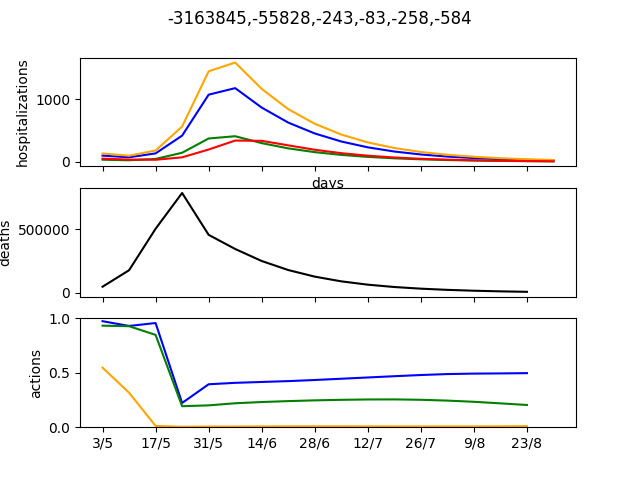 -3163845,-55828,-243,-83,-258,-584
hospitalizations
1000
0
days
deaths
500000
0
actions
1.0
0.5
0.0
3/5 17/5 31/5 14/6 28/6 12/7 26/7 9/8 23/8